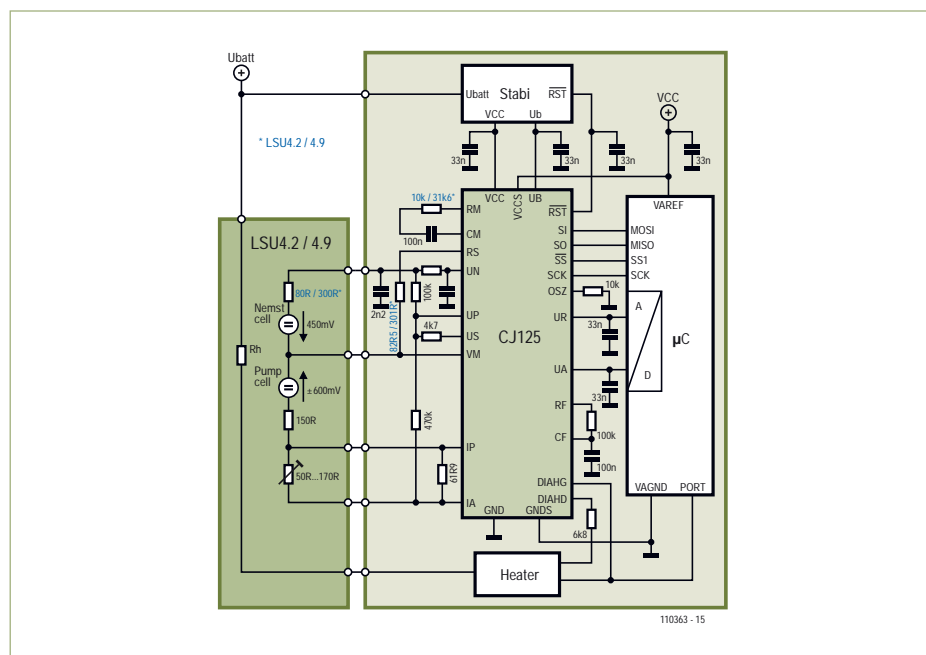 Ubatt
* LSU4.2 / 4.9
LSU4.2 / 4.9
80R / 300R*
Nernst
cell
450mV
Rh
Pump
cell
±600mV
150R
50R...170R
Ubatt
Stabi
RST
VCC
Ub
33n
33n
33n
VCC
33n
10k / 31k6*
100n
2n2
82R5 / 301R*
100k
4k7
470k
61R9
VCC
VCCS
UB
RM
CM
RS
UN
UP
US
VM
IP
IA
GND
GNDS
CJ125
RST
SI
SO
SS
SCK
OSZ
UR
UA
RF
CF
DIAHG
DIAHD
10k
33n
33n
100k
100n
6k8
VAREF
MOSI
MISO
SS1
SCK
A
D
µC
VAGND
PORT
Heater
110363 - 15